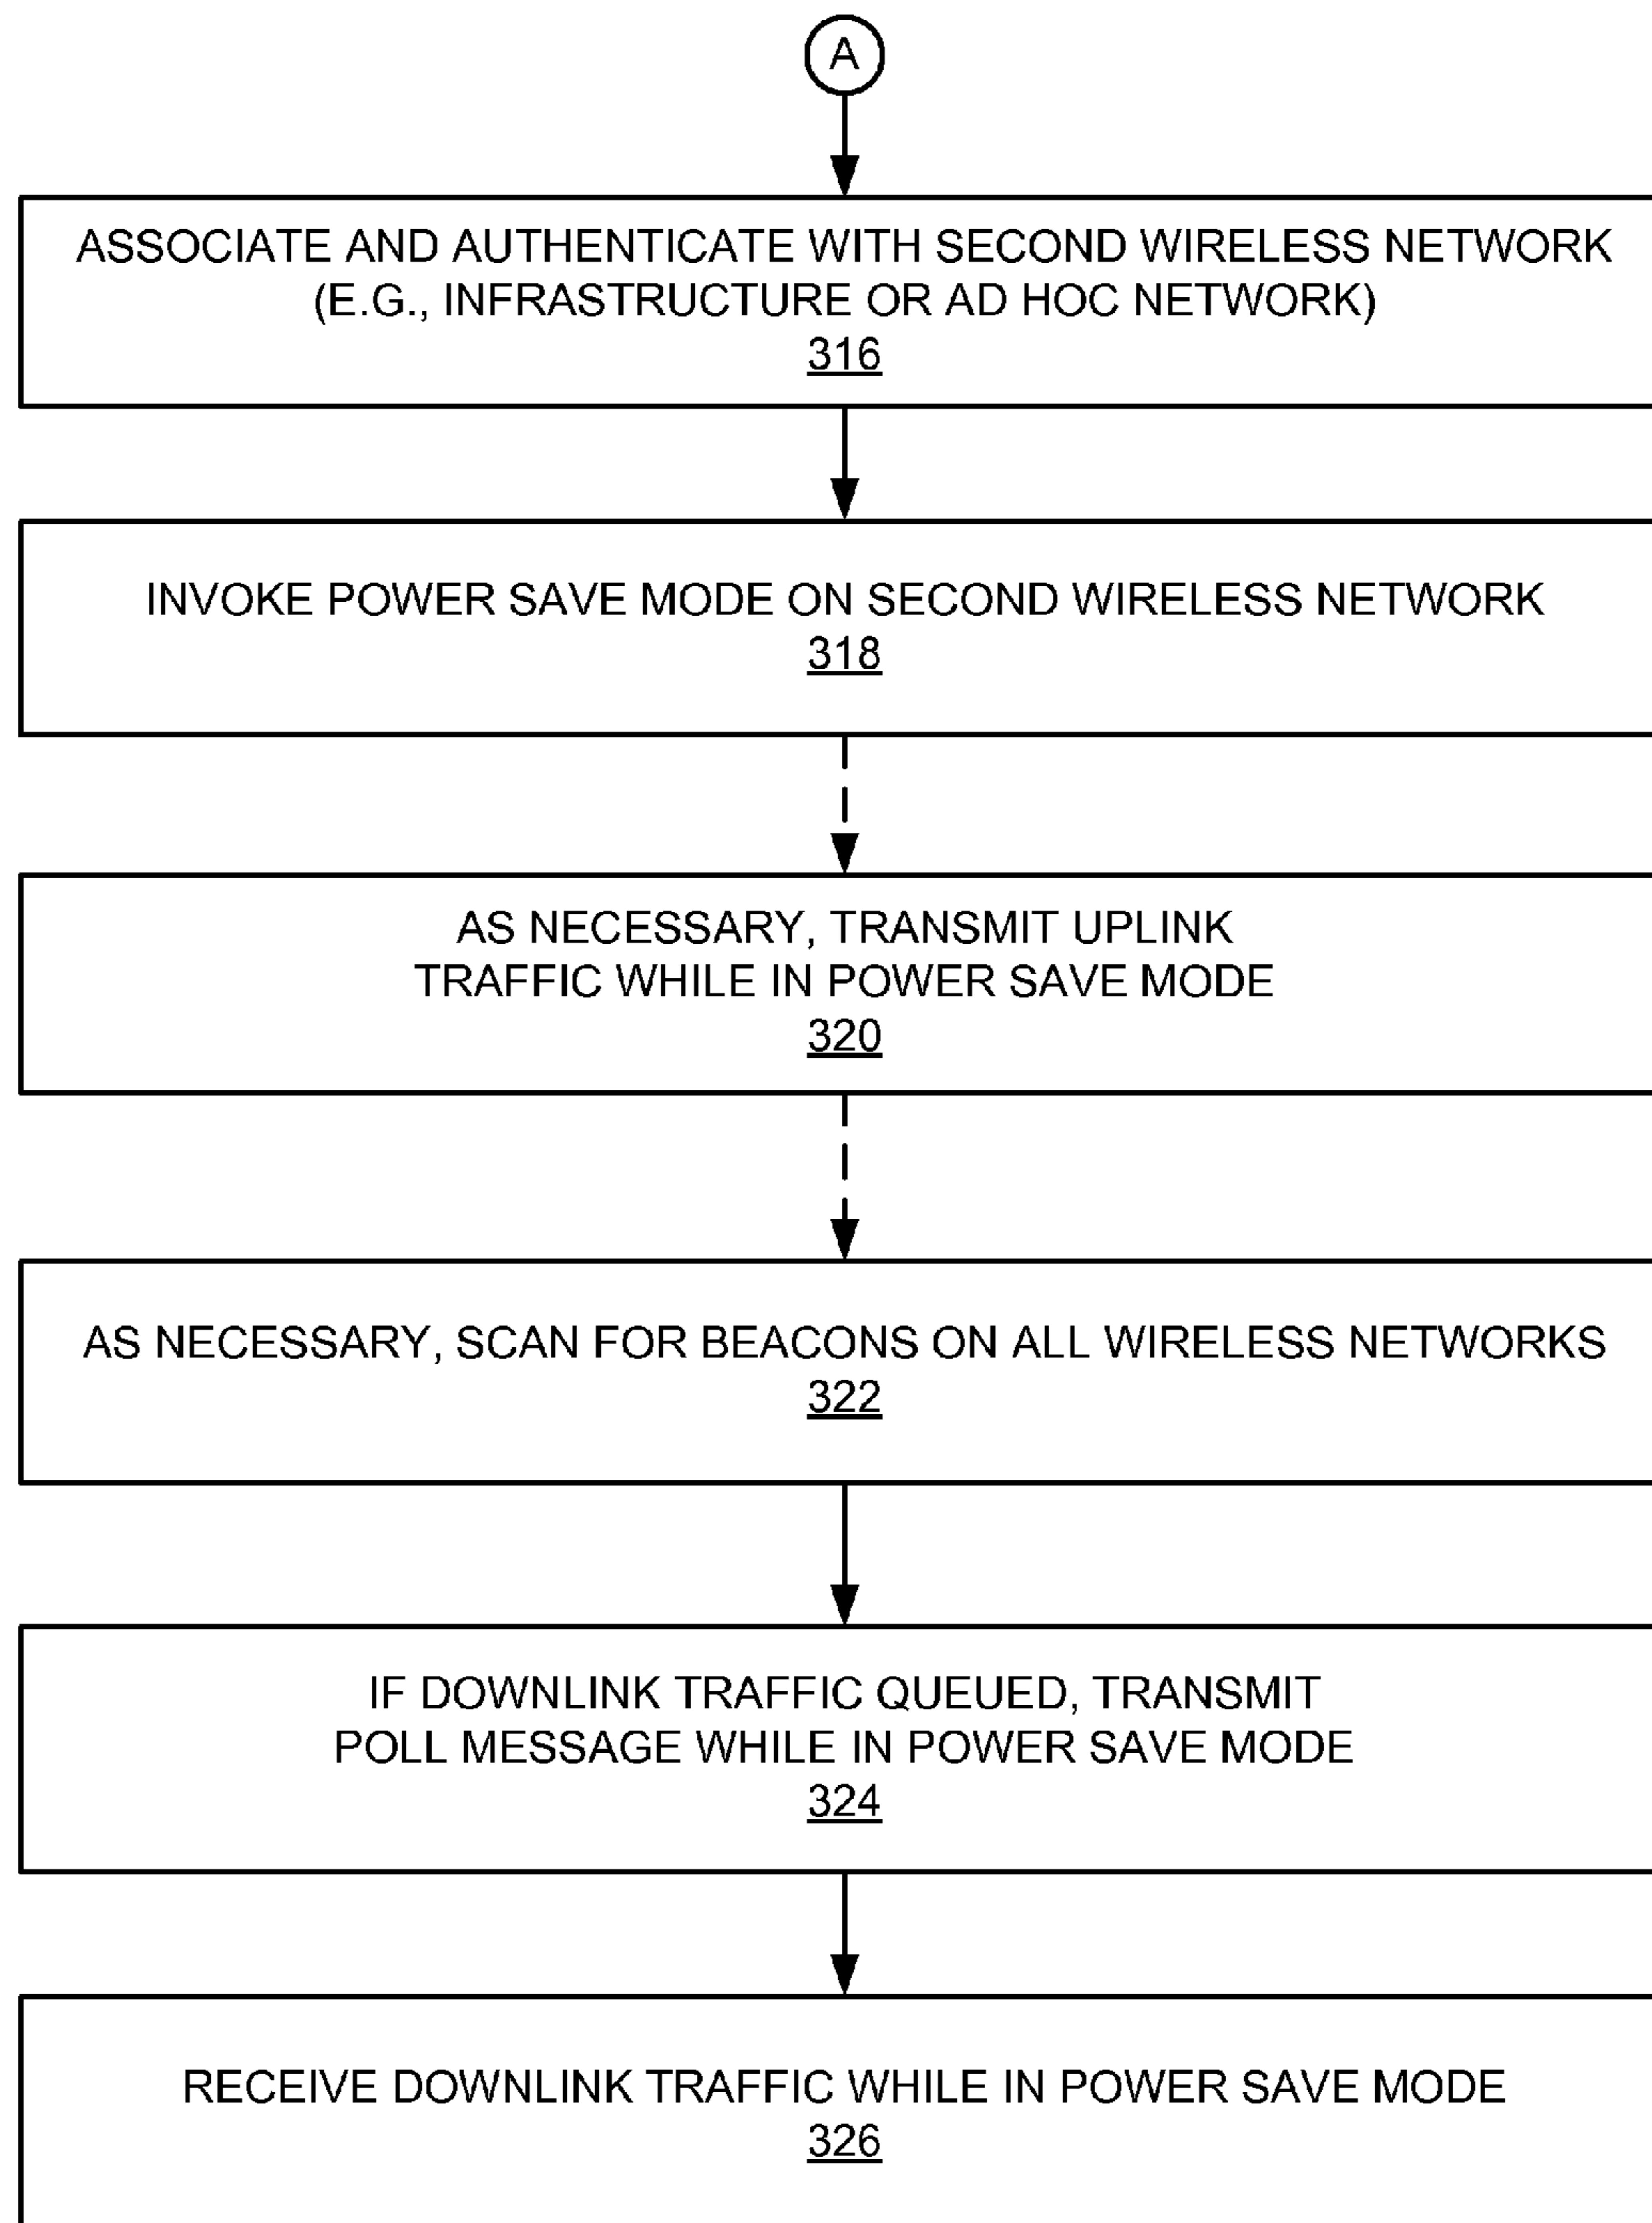 A
ASSOCIATE AND AUTHENTICATE WITH SECOND WIRELESS NETWORK
(E.G., INFRASTRUCTURE OR AD HOC NETWORK)
316
INVOKE POWER SAVE MODE ON SECOND WIRELESS NETWORK
318
AS NECESSARY, TRANSMIT UPLINK
TRAFFIC WHILE IN POWER SAVE MODE
320
AS NECESSARY, SCAN FOR BEACONS ON ALL WIRELESS NETWORKS
322
IF DOWNLINK TRAFFIC QUEUED, TRANSMIT
POLL MESSAGE WHILE IN POWER SAVE MODE
324
RECEIVE DOWNLINK TRAFFIC WHILE IN POWER SAVE MODE
326